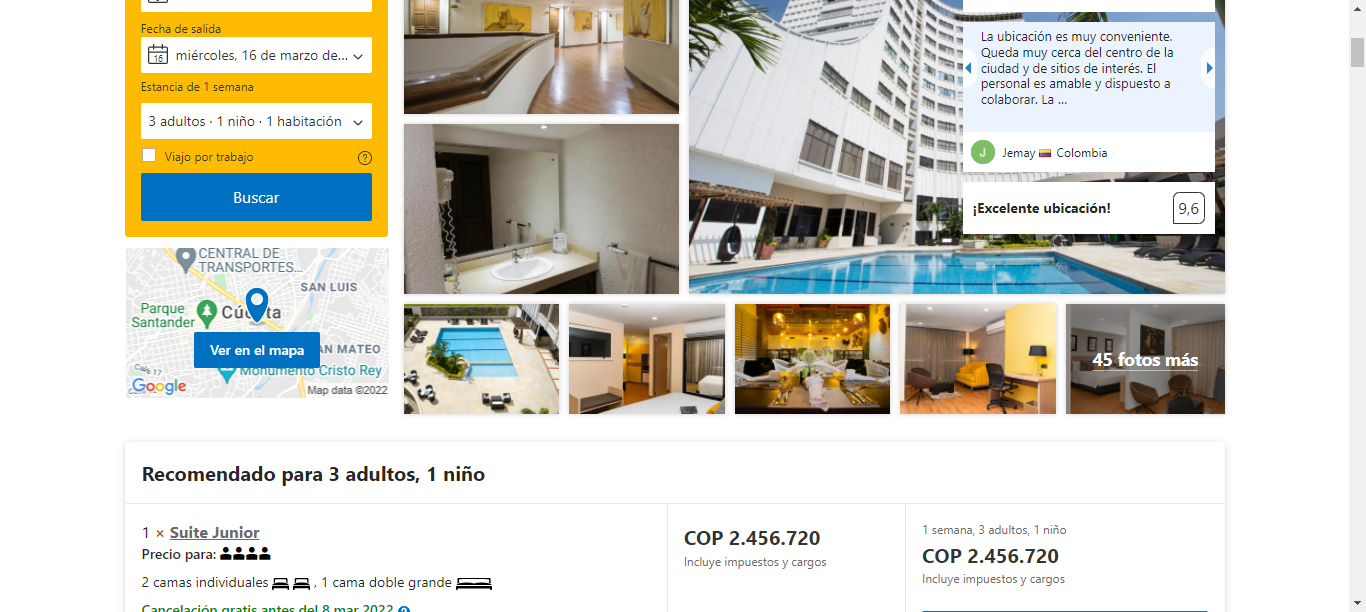 Fecha de salida
16 miércoles, 16 de marzo de...
Estancia de 1 semana
3 adultos · 1 niño · 1 habitación
Viajo por trabajo
Buscar
CENTRAL DE
TRANSPORTES...
SAN LUIS
Parque
Santander
Cúcuta
Ver en el mapa
AN MATEO
Monumento Cristo Rey
Calle 17
Google
Map data ©2022
La ubicación es muy conveniente.
Queda muy cerca del centro de la
ciudad y de sitios de interés. El
personal es amable y dispuesto a
colaborar. La ...
J Jemay Colombia
¡Excelente ubicación! 9,6
45 fotos más
Recomendado para 3 adultos, 1 niño
1 × Suite Junior
Precio para:
2 camas individuales , 1 cama doble grande
Cancelación gratis antes del 8 mar 2022
COP 2.456.720
Incluye impuestos y cargos
1 semana, 3 adultos, 1 niño
COP 2.456.720
Incluye impuestos y cargos